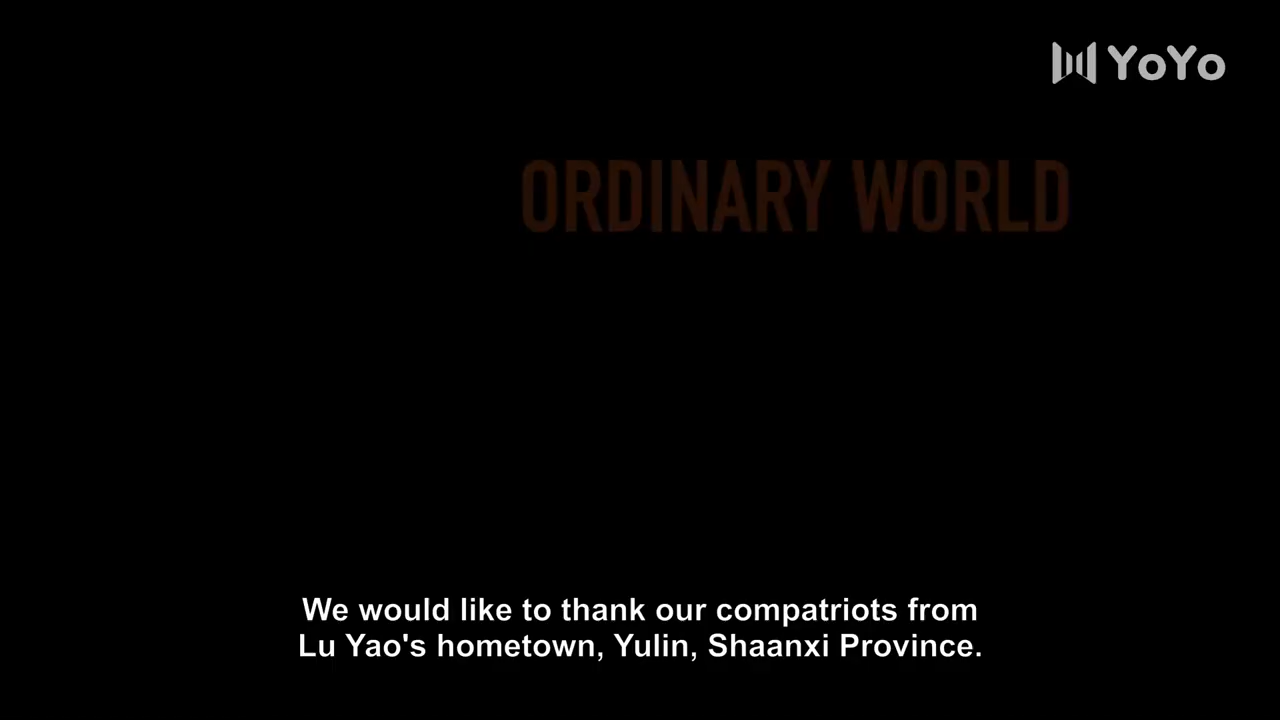 YoYo
ORDINARY WORLD
We would like to thank our compatriots from
Lu Yao's hometown, Yulin, Shaanxi Province.